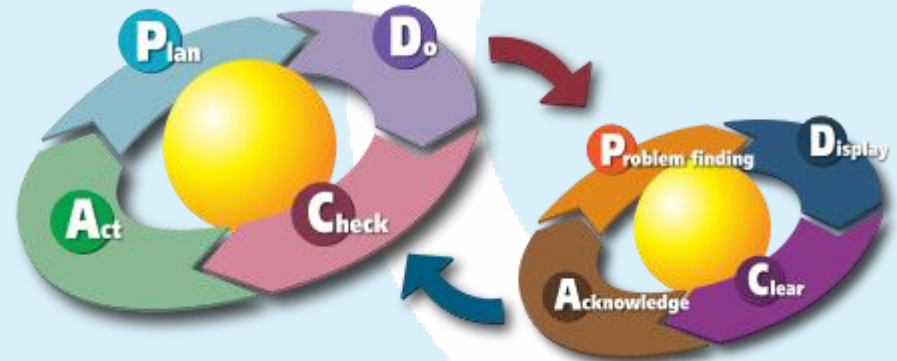 Plan
Do
Check
Act
Problem finding
Display
Clear
Acknowledge